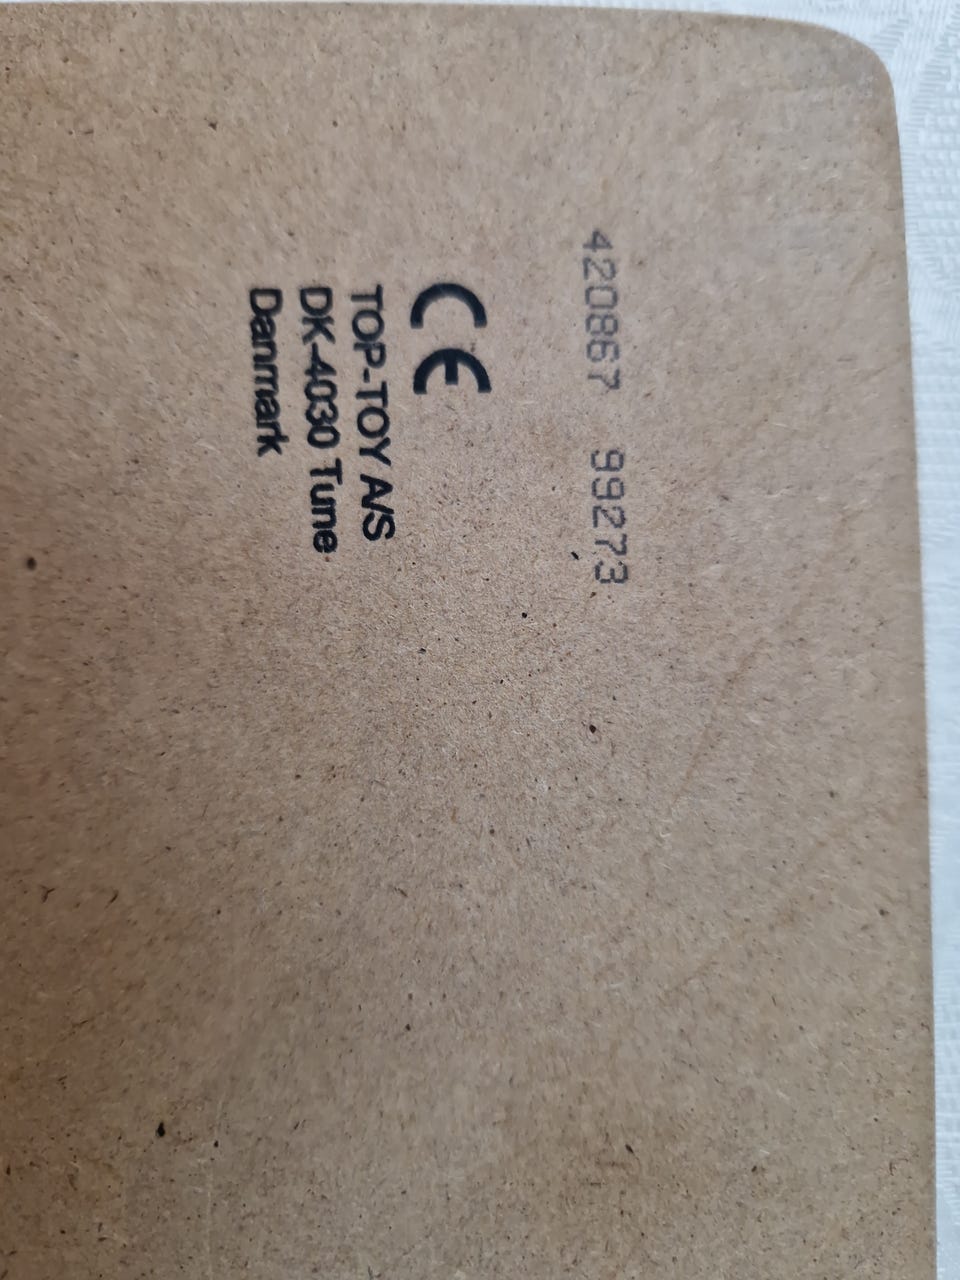 420867 99273
CE
TOP-TOY A/S
DK-4030 Tune
Danmark